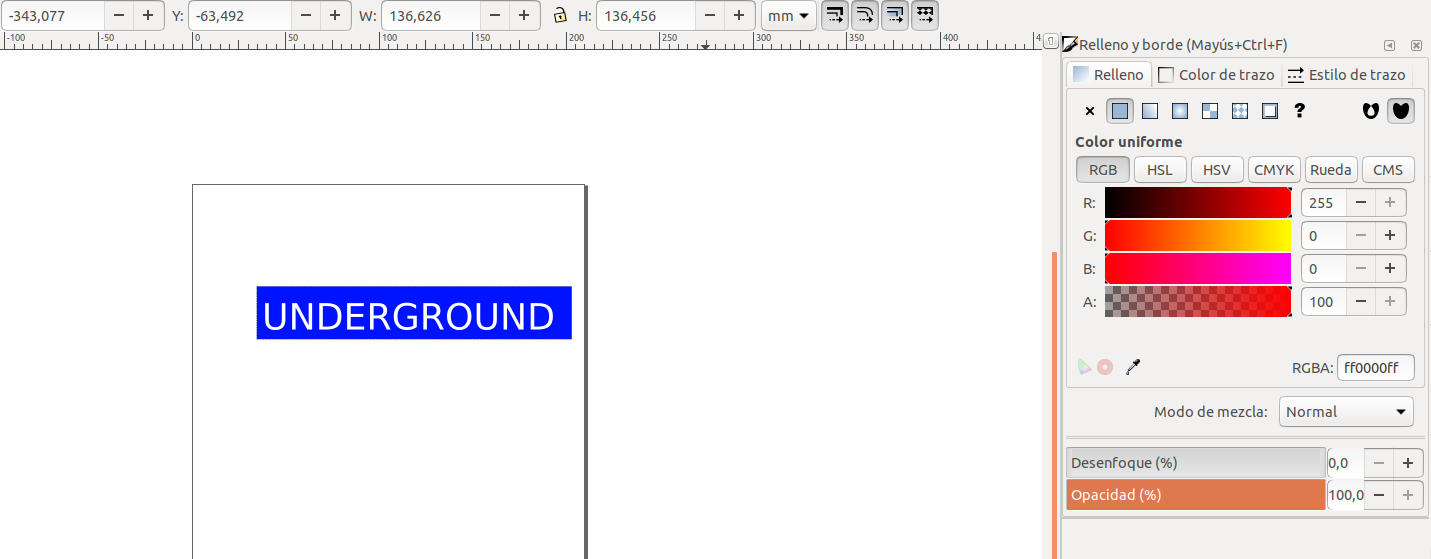 -343,077 Y: -63,492 W: 136,626 H: 136,456 mm
-100 -50 0 50 100 150 200 250 300 350 400 4
Relleno y borde (Mayús+Ctrl+F)
Relleno Color de trazo Estilo de trazo
?
Color uniforme
RGB HSL HSV CMYK Rueda CMS
R: 255
G: 0
B: 0
A: 100
RGBA: ff0000ff
Modo de mezcla: Normal
Desenfoque (%) 0,0
Opacidad (%) 100,0
UNDERGROUND